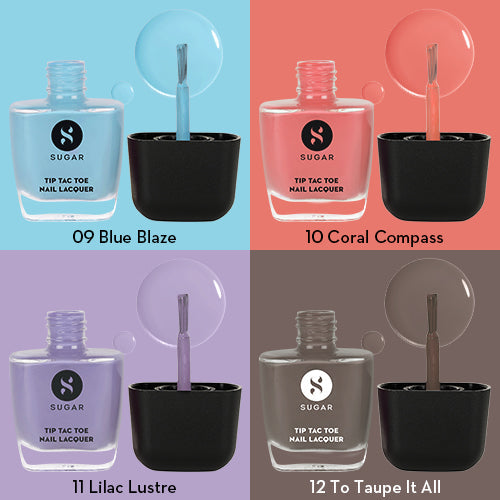 SUGAR
TIP TAC TOE
NAIL LACQUER
09 Blue Blaze
SUGAR
TIP TAC TOE
NAIL LACQUER
10 Coral Compass
SUGAR
TIP TAC TOE
NAIL LACQUER
11 Lilac Lustre
SUGAR
TIP TAC TOE
NAIL LACQUER
12 To Taupe It All